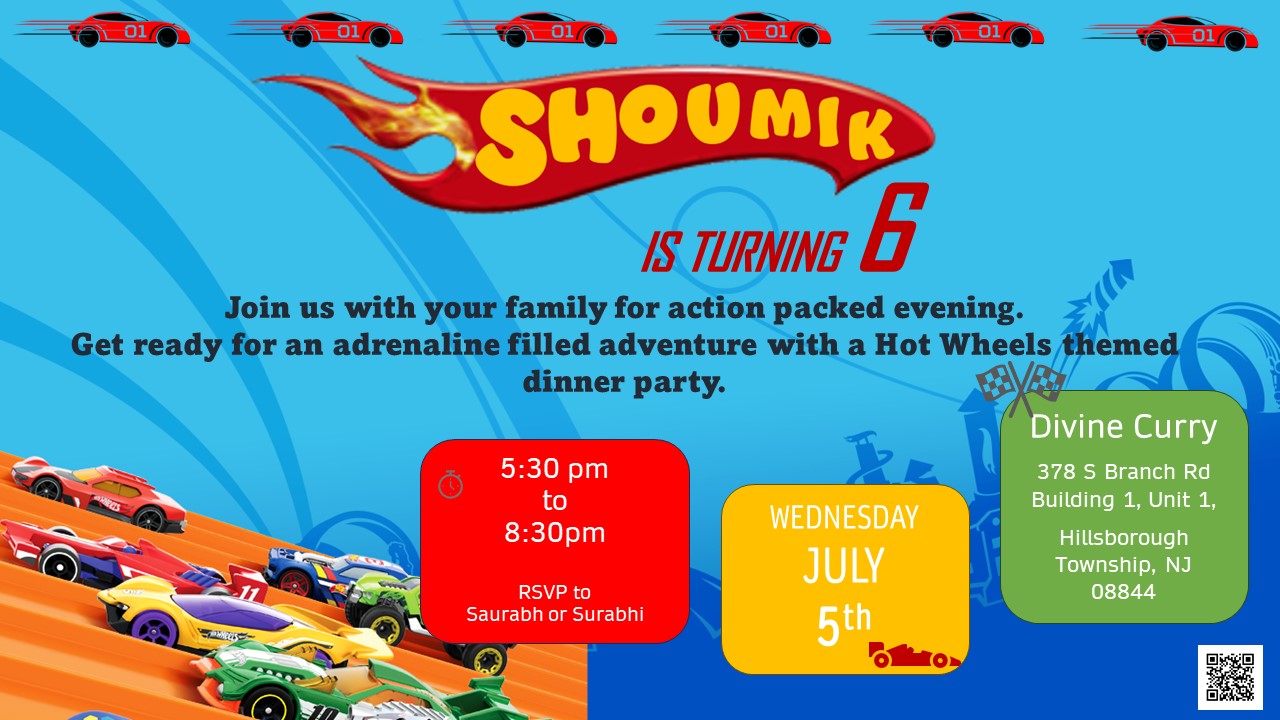 01 01 01 01 01 01
SHOUMIK
IS TURNING 6
Join us with your family for action packed evening.
Get ready for an adrenaline filled adventure with a Hot Wheels themed
dinner party.
5:30 pm
to
8:30pm
RSVP to
Saurabh or Surabhi
WEDNESDAY
JULY
5th
Divine Curry
378 S Branch Rd
Building 1, Unit 1,
Hillsborough
Township, NJ
08844
11